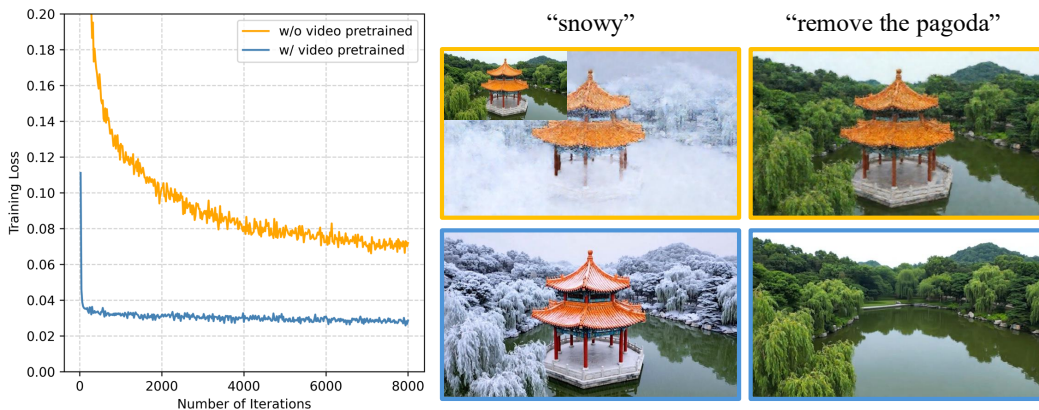 Training Loss
0.20
0.18
0.16
0.14
0.12
0.10
0.08
0.06
0.04
0.02
0.00
0
2000
4000
6000
8000
Number of Iterations
w/o video pretrained
w/ video pretrained
“snowy”
“remove the pagoda”